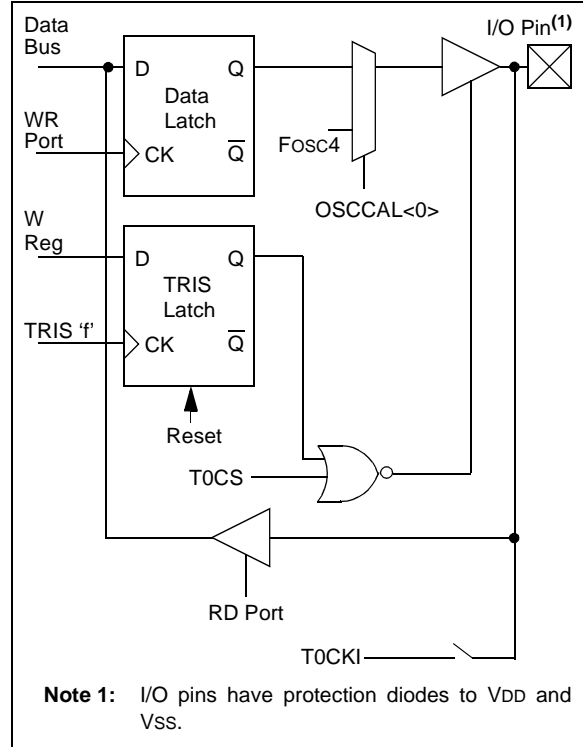 Data
Bus
I/O Pin(1)
D
Q
Data
Latch
WR
Port
CK
Q
FOSC4
OSCCAL<0>
W
Reg
D
Q
TRIS
Latch
TRIS ‘f’
CK
Q
Reset
T0CS
RD Port
T0CKI
Note 1: I/O pins have protection diodes to VDD and
VSS.